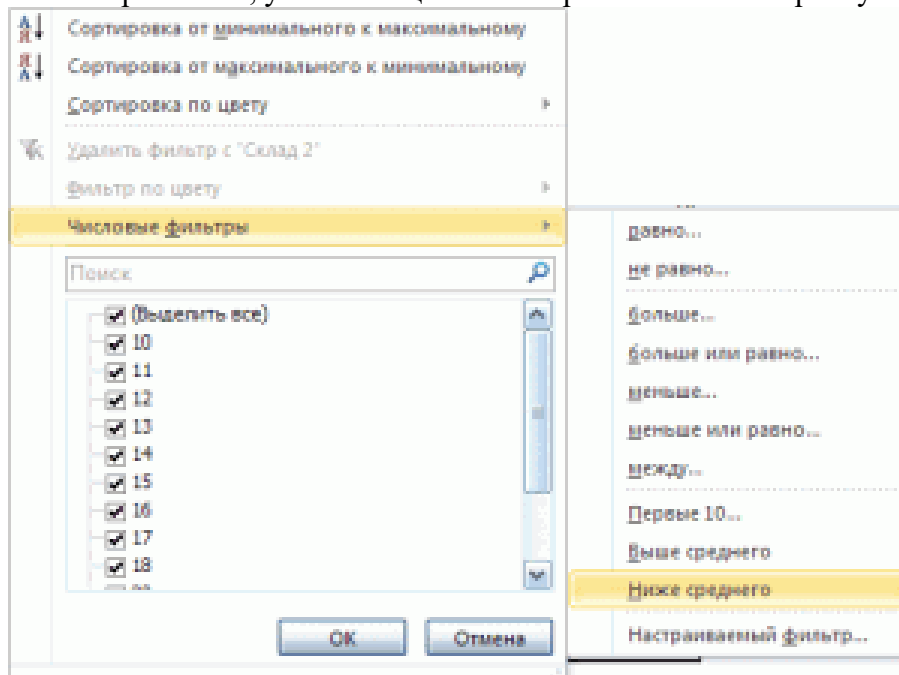 Сортировка от минимального к максимальному
Сортировка от максимального к минимальному
Сортировка по цвету
Удалить фильтр с "Склад 2"
Фильтр по цвету
Числовые фильтры
Поиск
(Выделить все)
10
11
12
13
14
15
16
17
18
ОК Отмена
равно...
не равно...
больше...
больше или равно...
меньше...
меньше или равно...
между...
Первые 10...
Выше среднего
Ниже среднего
Настраиваемый фильтр...